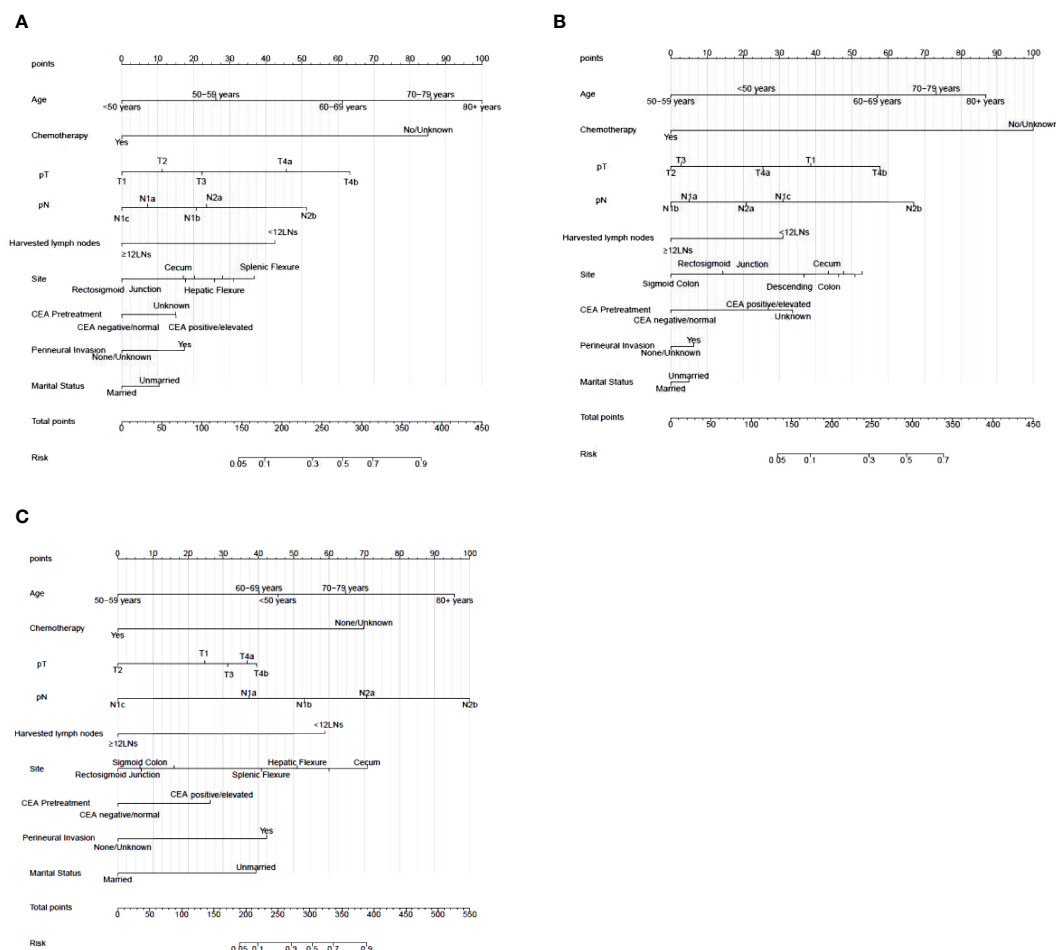 A
points
0 10 20 30 40 50 60 70 80 90 100
Age
50−59 years 70−79 years
<50 years 60−69 years 80+ years
Chemotherapy
No/Unknown
Yes
pT
T2 T4a
T1 T3 T4b
pN
N1a N2a
N1c N1b N2b
Harvested lymph nodes
<12LNs
≥12LNs
Site
Cecum Splenic Flexure
Rectosigmoid Junction Hepatic Flexure
CEA Pretreatment
Unknown
CEA negative/normal CEA positive/elevated
Perineural Invasion
Yes
None/Unknown
Marital Status
Unmarried
Married
Total points
0 50 100 150 200 250 300 350 400 450
Risk
0.05 0.1 0.3 0.5 0.7 0.9
B
points
0 10 20 30 40 50 60 70 80 90 100
Age
<50 years 70−79 years
50−59 years 60−69 years 80+ years
Chemotherapy
No/Unknown
Yes
pT
T3 T1
T2 T4a T4b
pN
N1a N1c
N1b N2a N2b
Harvested lymph nodes
<12LNs
≥12LNs
Site
Rectosigmoid Junction Cecum
Sigmoid Colon Descending Colon
CEA Pretreatment
CEA positive/elevated
CEA negative/normal Unknown
Perineural Invasion
Yes
None/Unknown
Marital Status
Unmarried
Married
Total points
0 50 100 150 200 250 300 350 400 450
Risk
0.05 0.1 0.3 0.5 0.7
C
points
0 10 20 30 40 50 60 70 80 90 100
Age
60−69 years 70−79 years
50−59 years <50 years 80+ years
Chemotherapy
None/Unknown
Yes
pT
T1 T4a
T2 T3 T4b
pN
N1a N2a
N1c N1b N2b
Harvested lymph nodes
<12LNs
≥12LNs
Site
Sigmoid Colon Hepatic Flexure Cecum
Rectosigmoid Junction Splenic Flexure
CEA Pretreatment
CEA positive/elevated
CEA negative/normal
Perineural Invasion
Yes
None/Unknown
Marital Status
Unmarried
Married
Total points
0 50 100 150 200 250 300 350 400 450 500 550
Risk
0.05 0.1 0.3 0.5 0.7 0.9